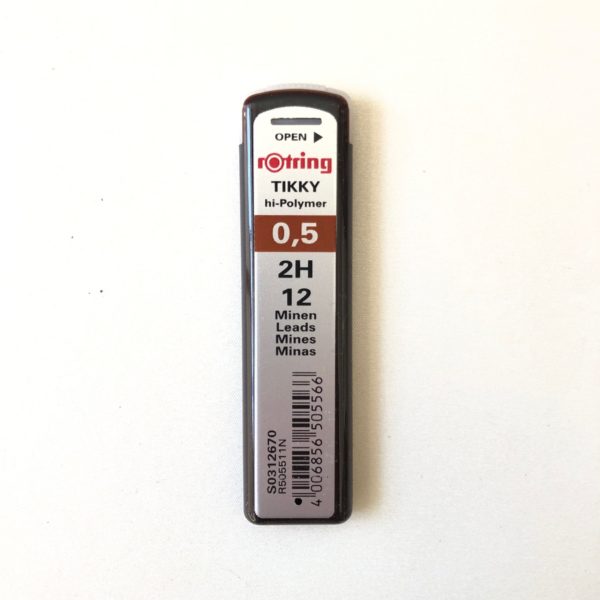 OPEN ▶
rotring
TIKKY
hi-Polymer
0,5
2H
12
Minen
Leads
Mines
Minas
S0312670
R505511N
4 006856 505566